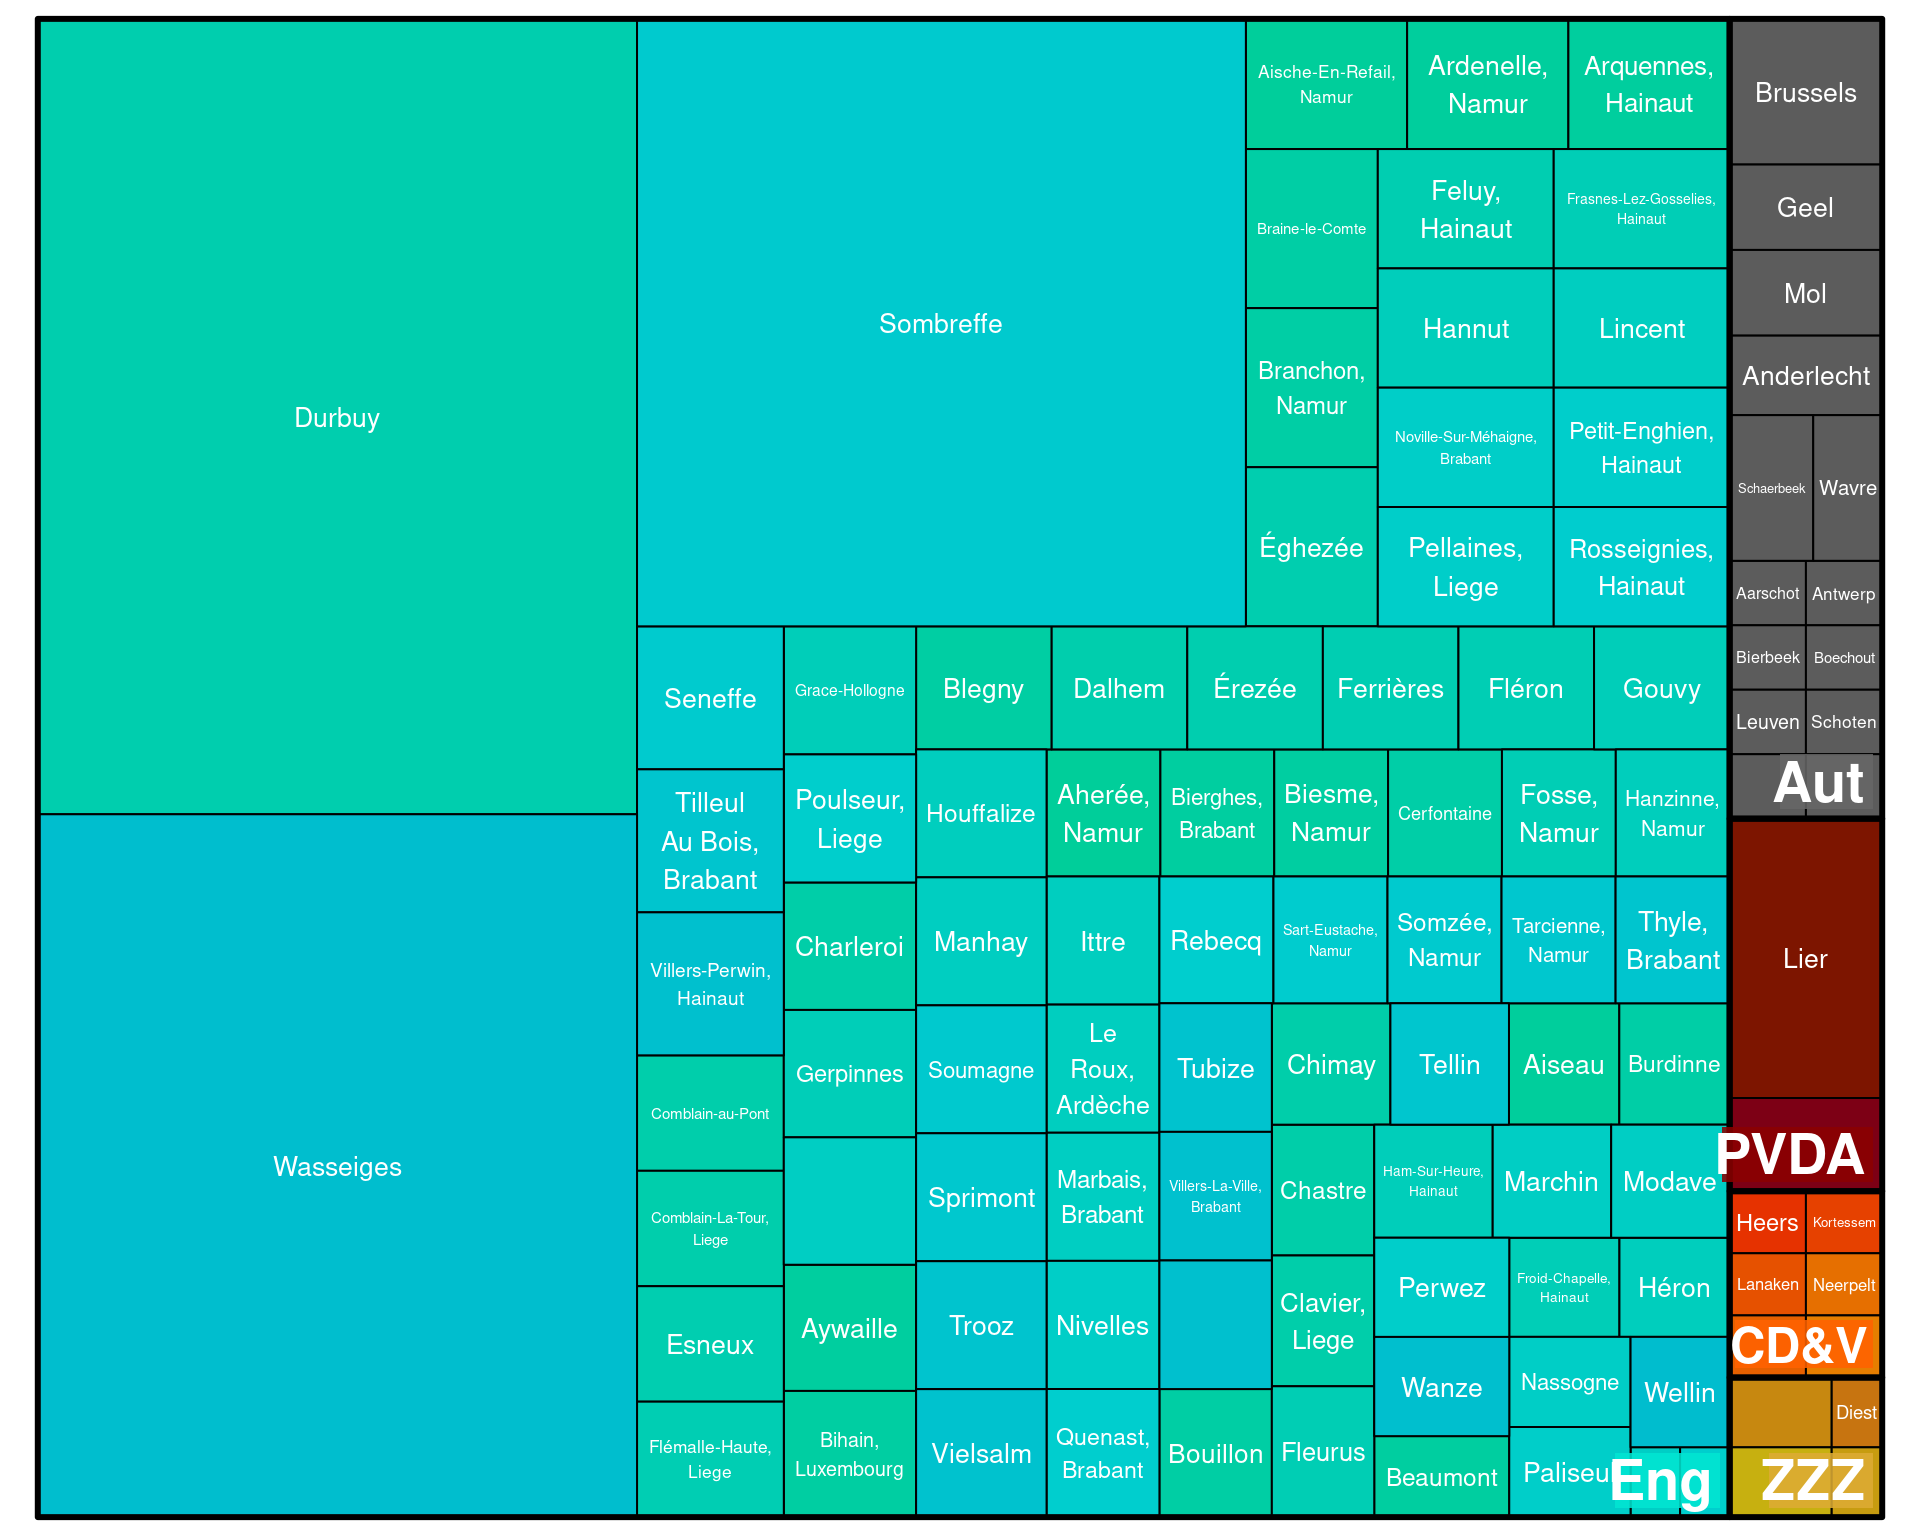 Durbuy
Wasseiges
Sombreffe
Aische-En-Refail,
Namur
Ardenelle,
Namur
Arquennes,
Hainaut
Braine-le-Comte
Branchon,
Namur
Éghezée
Feluy,
Hainaut
Frasnes-Lez-Gosselies,
Hainaut
Hannut
Lincent
Noville-Sur-Méhaigne,
Brabant
Petit-Enghien,
Hainaut
Pellaines,
Liege
Rosseignies,
Hainaut
Seneffe
Tilleul
Au Bois,
Brabant
Villers-Perwin,
Hainaut
Comblain-au-Pont
Comblain-La-Tour,
Liege
Esneux
Flémalle-Haute,
Liege
Grace-Hollogne
Poulseur,
Liege
Charleroi
Gerpinnes
Aywaille
Bihain,
Luxembourg
Blegny
Dalhem
Érezée
Ferrières
Fléron
Gouvy
Houffalize
Manhay
Soumagne
Sprimont
Trooz
Vielsalm
Aherée,
Namur
Bierghes,
Brabant
Biesme,
Namur
Cerfontaine
Fosse,
Namur
Hanzinne,
Namur
Ittre
Rebecq
Sart-Eustache,
Namur
Somzée,
Namur
Tarcienne,
Namur
Thyle,
Brabant
Le
Roux,
Ardèche
Marbais,
Brabant
Nivelles
Quenast,
Brabant
Tubize
Villers-La-Ville,
Brabant
Bouillon
Chimay
Tellin
Aiseau
Burdinne
Chastre
Clavier,
Liege
Fleurus
Ham-Sur-Heure,
Hainaut
Marchin
Modave
Perwez
Froid-Chapelle,
Hainaut
Héron
Wanze
Nassogne
Wellin
Beaumont
Paliseu
Eng
Brussels
Geel
Mol
Anderlecht
Schaerbeek
Wavre
Aarschot
Antwerp
Bierbeek
Boechout
Leuven
Schoten
Aut
Lier
PVDA
Heers
Kortessem
Lanaken
Neerpelt
CD&V
Diest
ZZZ